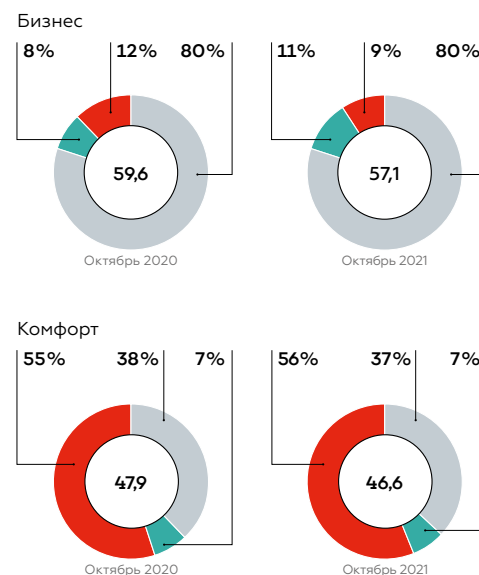 Бизнес
8% 12% 80% 11% 9% 80%
59,6 57,1
Октябрь 2020 Октябрь 2021
Комфорт
55% 38% 7% 56% 37% 7%
47,9 46,6
Октябрь 2020 Октябрь 2021